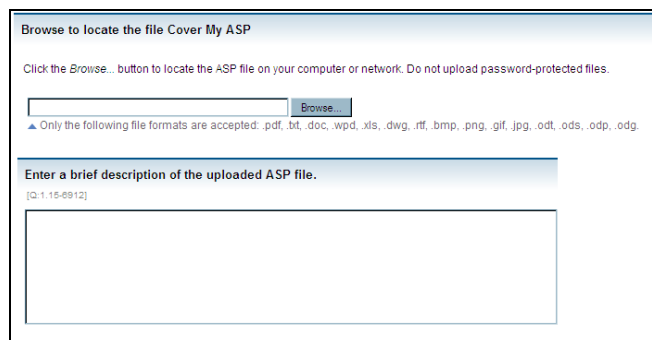 Browse to locate the file Cover My ASP
Click the Browse... button to locate the ASP file on your computer or network. Do not upload password-protected files.
Browse...
Only the following file formats are accepted: .pdf, .txt, .doc, .wpd, .xls, .dwg, .rtf, .bmp, .png, .gif, .jpg, .odt, .ods, .odp, .odg.
Enter a brief description of the uploaded ASP file.
[Q:1.15-6912]